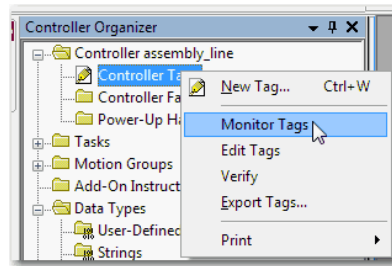 Controller Organizer
Controller assembly_line
Controller Ta
Controller Fa
Power-Up Ha
Tasks
Motion Groups
Add-On Instruct
Data Types
User-Defined
Strings
New Tag... Ctrl+W
Monitor Tags
Edit Tags
Verify
Export Tags...
Print